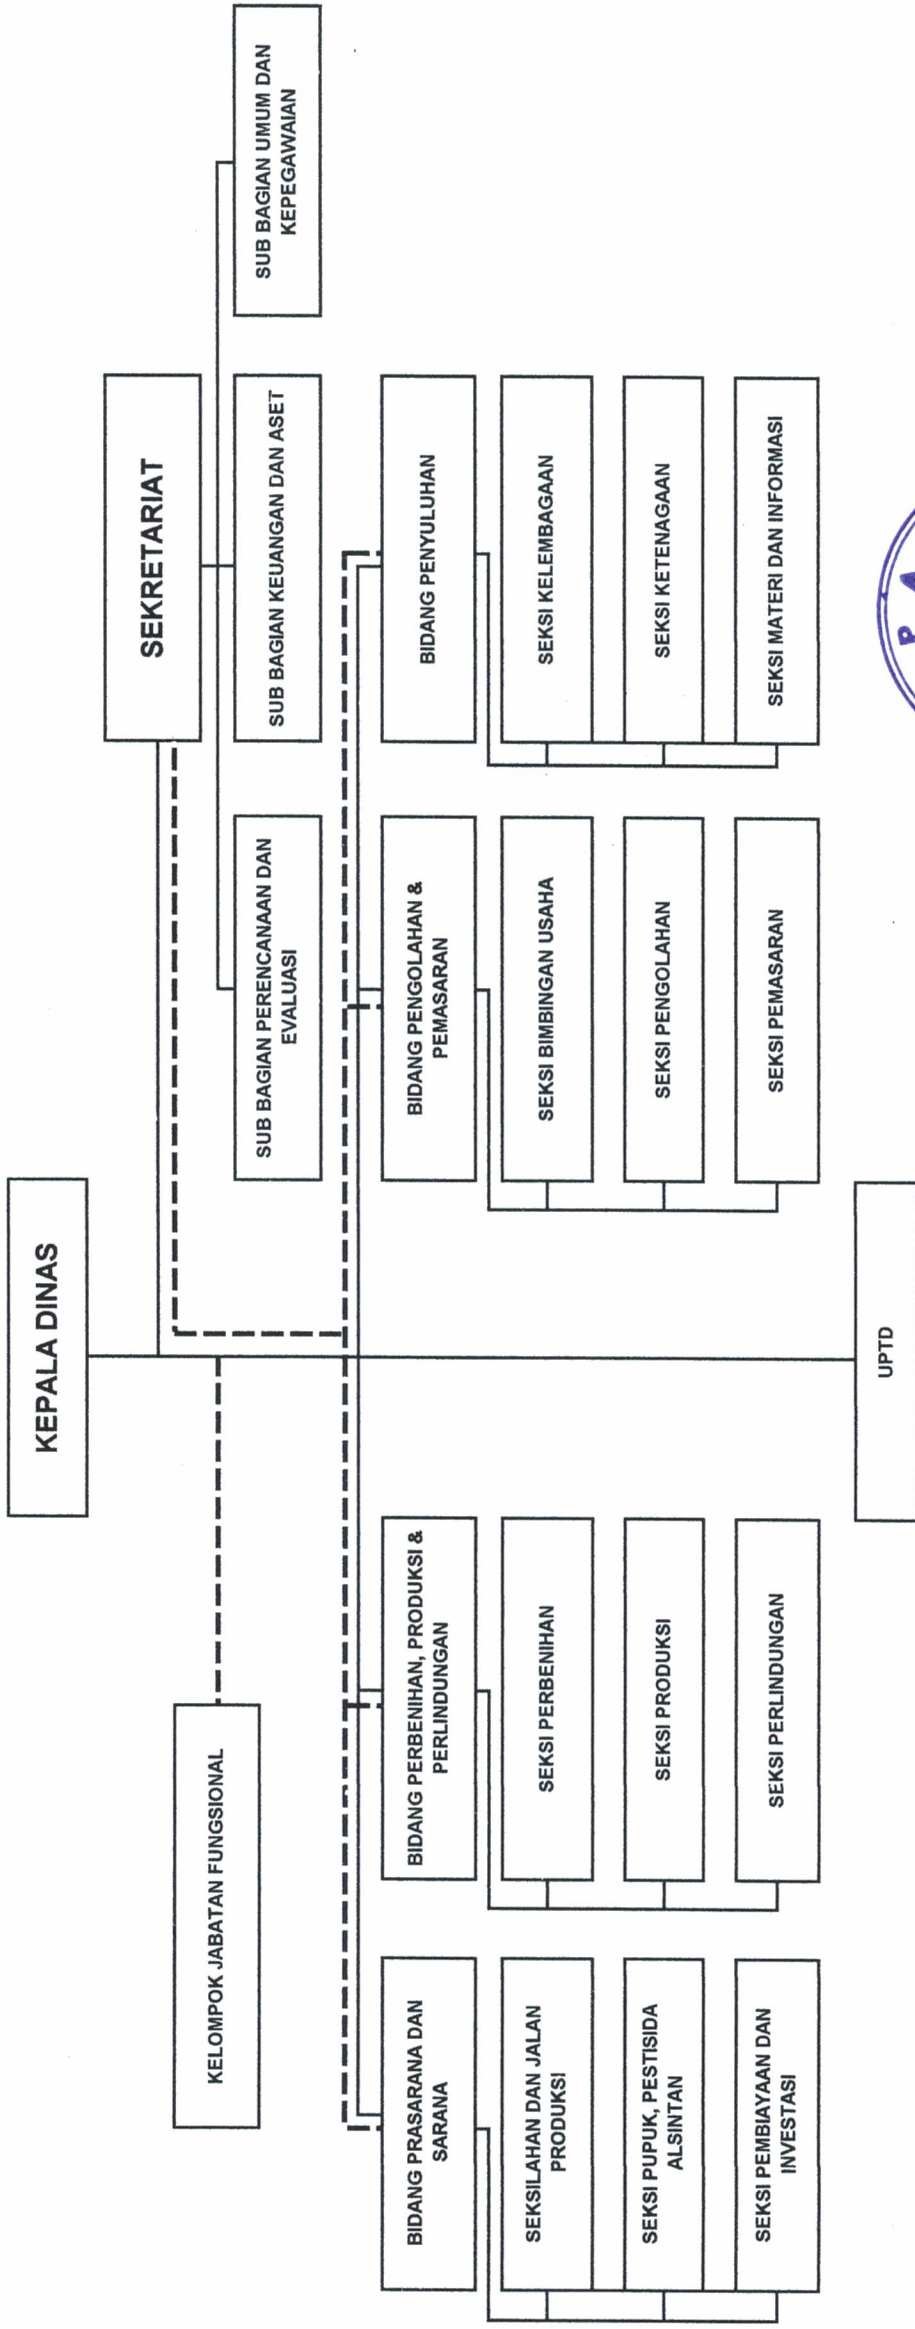 KEPALA DINAS
SEKRETARIAT
KELOMPOK JABATAN FUNGSIONAL
SUB BAGIAN PERENCANAAN DAN
EVALUASI
SUB BAGIAN KEUANGAN DAN ASET
SUB BAGIAN UMUM DAN
KEPEGAWAIAN
BIDANG PRASARANA DAN
SARANA
SEKSILAHAN DAN JALAN
PRODUKSI
SEKSI PUPUK, PESTISIDA
ALSINTAN
SEKSI PEMBIAYAAN DAN
INVESTASI
BIDANG PERBENIHAN, PRODUKSI &
PERLINDUNGAN
SEKSI PERBENIHAN
SEKSI PRODUKSI
SEKSI PERLINDUNGAN
BIDANG PENGOLAHAN &
PEMASARAN
SEKSI BIMBINGAN USAHA
SEKSI PENGOLAHAN
SEKSI PEMASARAN
BIDANG PENYULUHAN
SEKSI KELEMBAGAAN
SEKSI KETENAGAAN
SEKSI MATERI DAN INFORMASI
UPTD